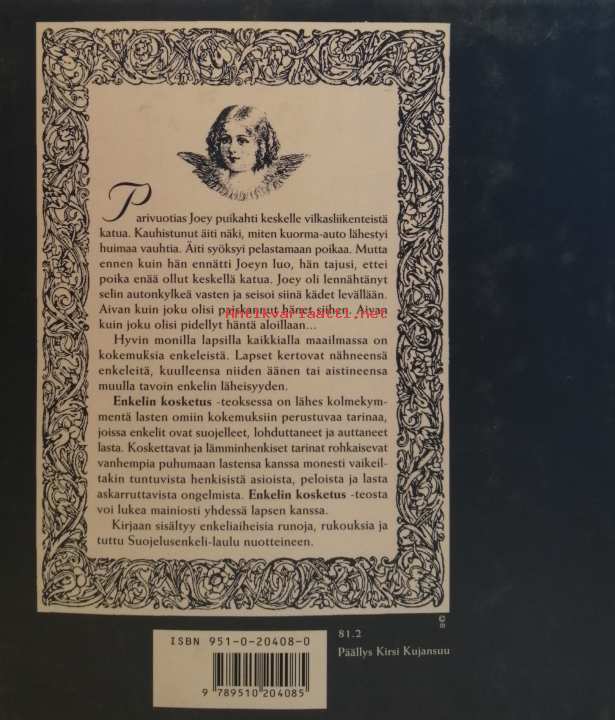 Parivuotias Joey puikahti keskelle vilkasliikenteistä
katua. Kauhistunut äiti näki, miten kuorma-auto lähestyi
huimaa vauhtia. Äiti syöksyi pelastamaan poikaa. Mutta
ennen kuin hän ennätti Joeyn luo, hän tajusi, ettei
poika enää ollut keskellä katua. Joey oli lennähtänyt
selin autonkylkeä vasten ja seisoi siinä kädet levällään.
Aivan kuin joku olisi paiskannut hänet siihen. Aivan
Antikvariaatti.net
kuin joku olisi pidellyt häntä aloillaan...
Hyvin monilla lapsilla kaikkialla maailmassa on
kokemuksia enkeleistä. Lapset kertovat nähneensä
enkeleitä, kuulleensa niiden äänen tai aistineensa
muulla tavoin enkelin läheisyyden.
Enkelin kosketus -teoksessa on lähes kolmekym-
mentä lasten omiin kokemuksiin perustuvaa tarinaa,
joissa enkelit ovat suojelleet, lohduttaneet ja auttaneet
lasta. Koskettavat ja lämminhenkiset tarinat rohkaisevat
vanhempia puhumaan lastensa kanssa monesti vaikeil-
takin tuntuvista henkisistä asioista, peloista ja lasta
askarruttavista ongelmista. Enkelin kosketus -teosta
voi lukea mainiosti yhdessä lapsen kanssa.
Kirjaan sisältyy enkeliaiheisia runoja, rukouksia ja
tuttu Suojelusenkeli-laulu nuotteineen.
ISBN 951-0-20408-0
9 789510 204085
81.2
Päällys Kirsi Kujansuu